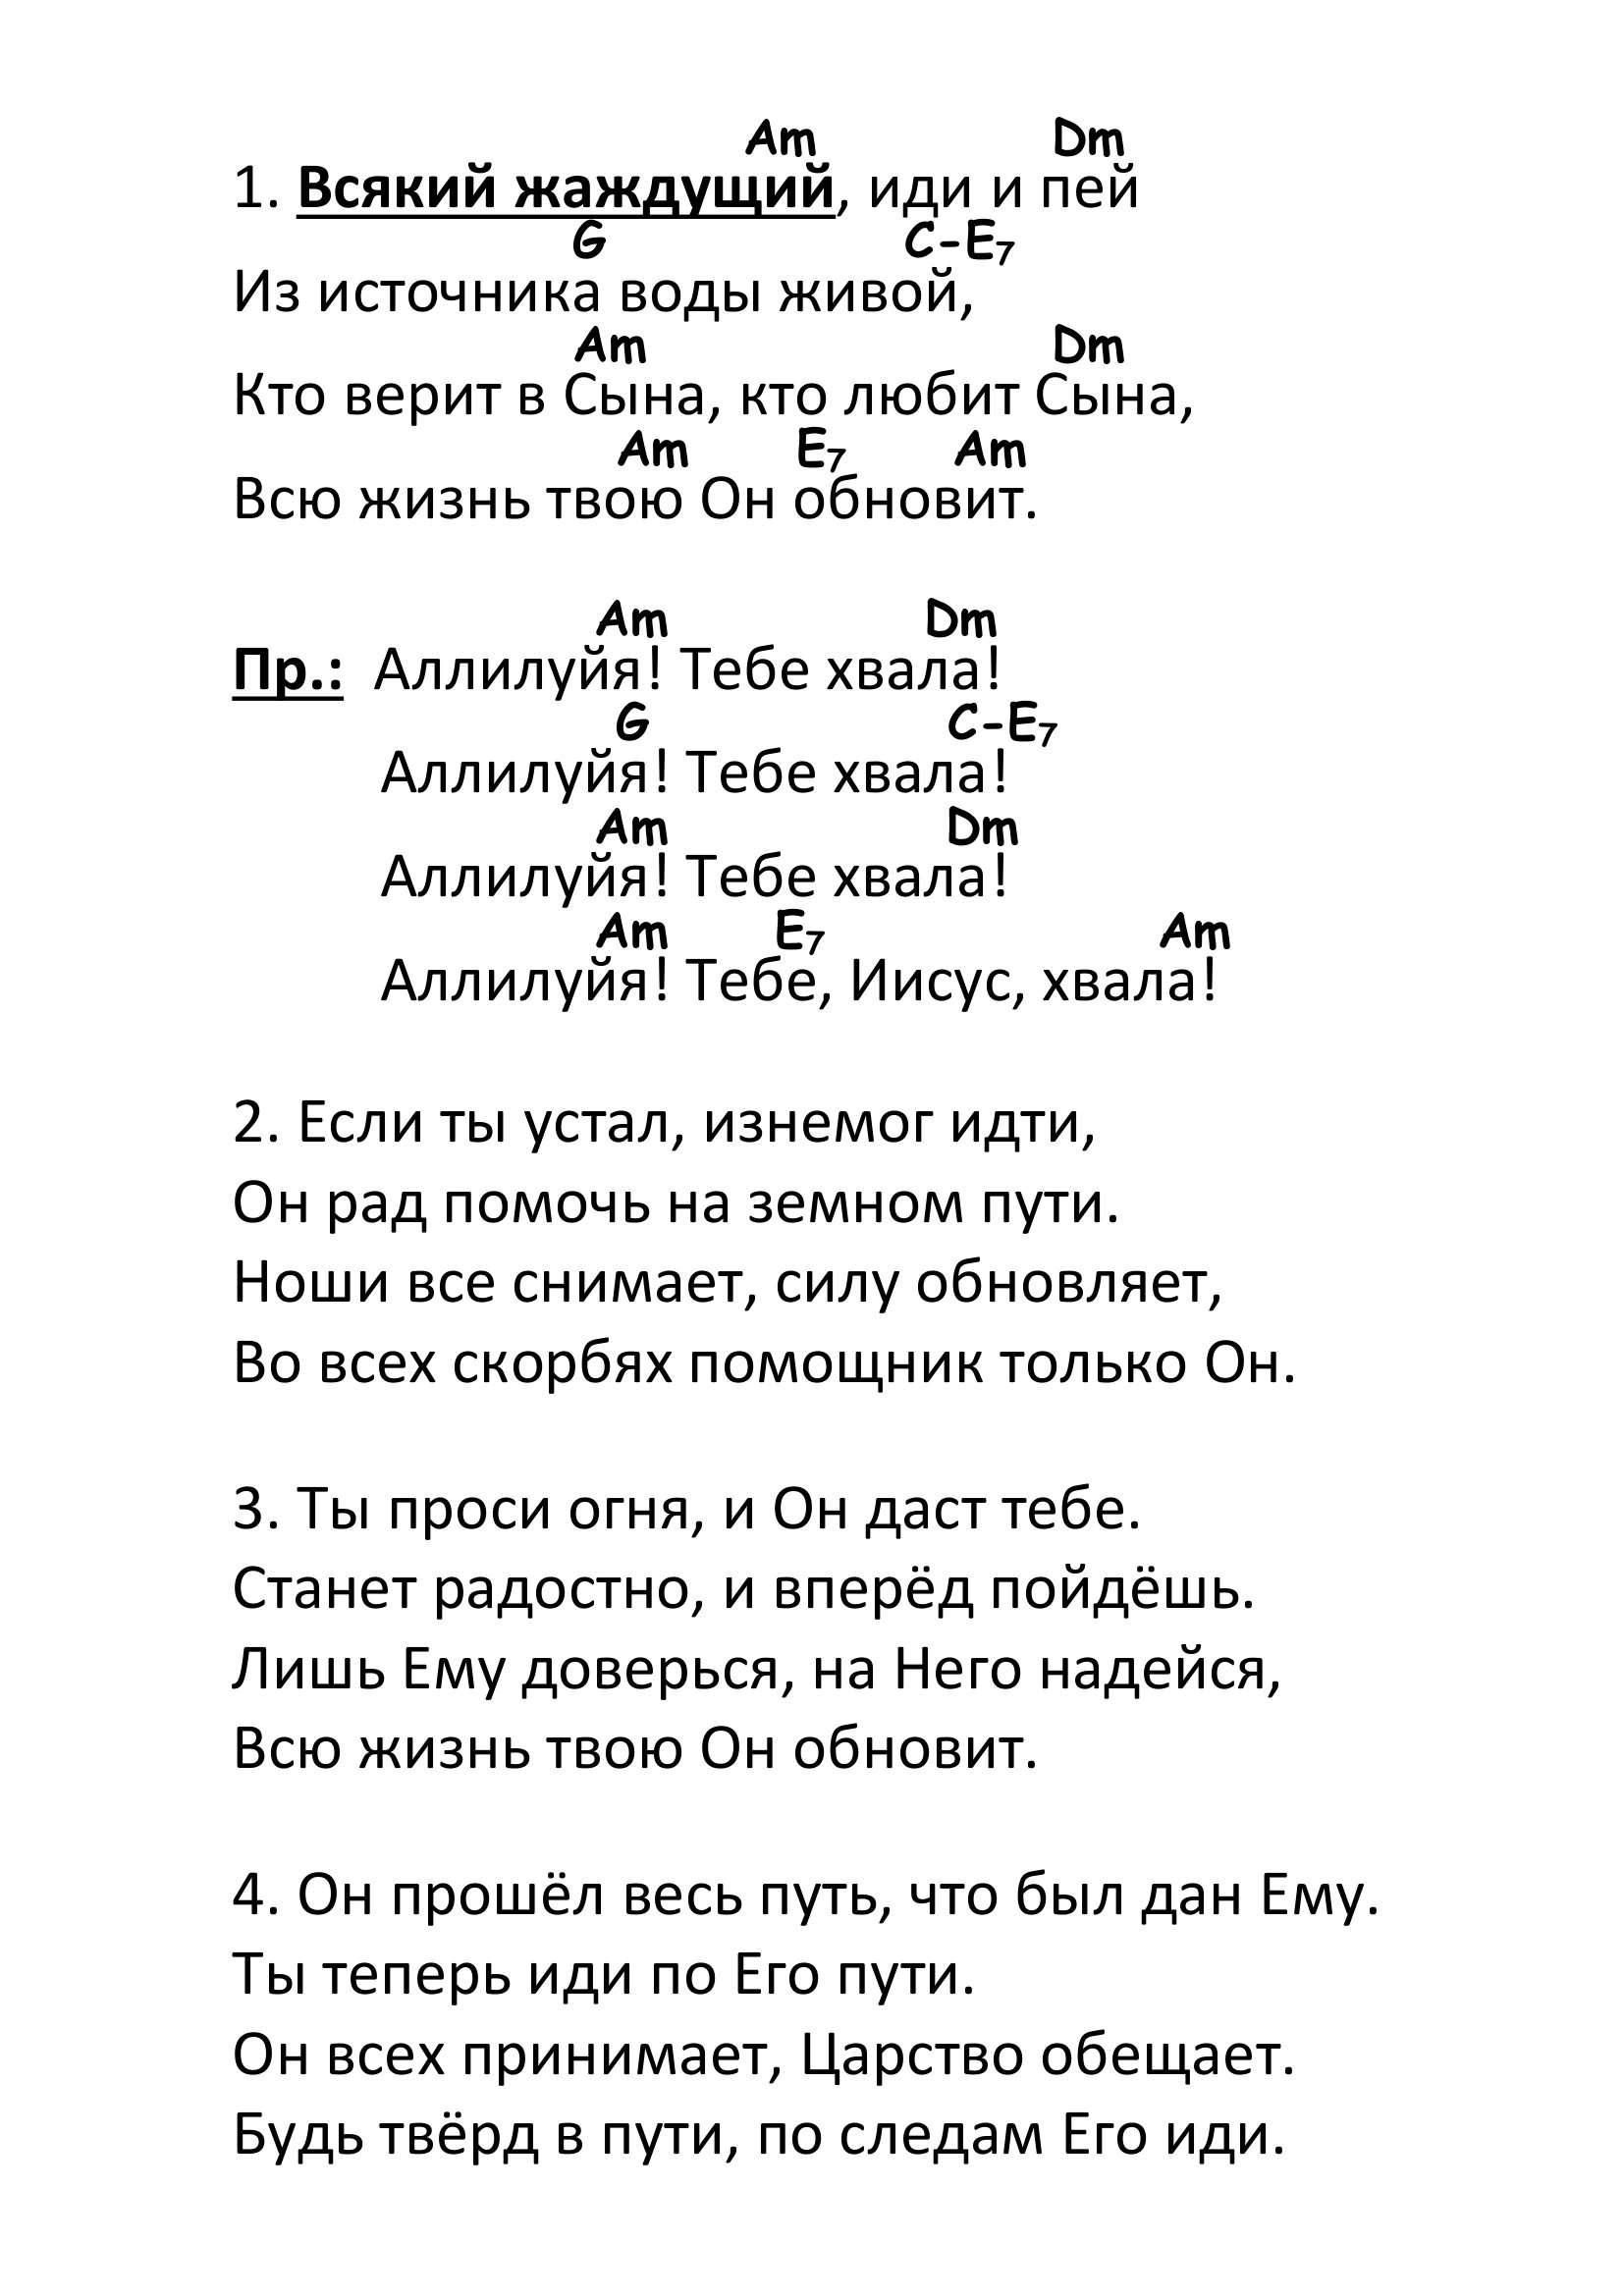 Am Dm
1. Всякий жаждущий, иди и пей
G C-E7
Из источника воды живой,
Am Dm
Кто верит в Сына, кто любит Сына,
Am E7 Am
Всю жизнь твою Он обновит.
Am Dm
Пр.: Аллилуйя! Тебе хвала!
G C-E7
Аллилуйя! Тебе хвала!
Am Dm
Аллилуйя! Тебе хвала!
Am E7 Am
Аллилуйя! Тебе, Иисус, хвала!
2. Если ты устал, изнемог идти,
Он рад помочь на земном пути.
Ноши все снимает, силу обновляет,
Во всех скорбях помощник только Он.
3. Ты проси огня, и Он даст тебе.
Станет радостно, и вперёд пойдёшь.
Лишь Ему доверься, на Него надейся,
Всю жизнь твою Он обновит.
4. Он прошёл весь путь, что был дан Ему.
Ты теперь иди по Его пути.
Он всех принимает, Царство обещает.
Будь твёрд в пути, по следам Его иди.